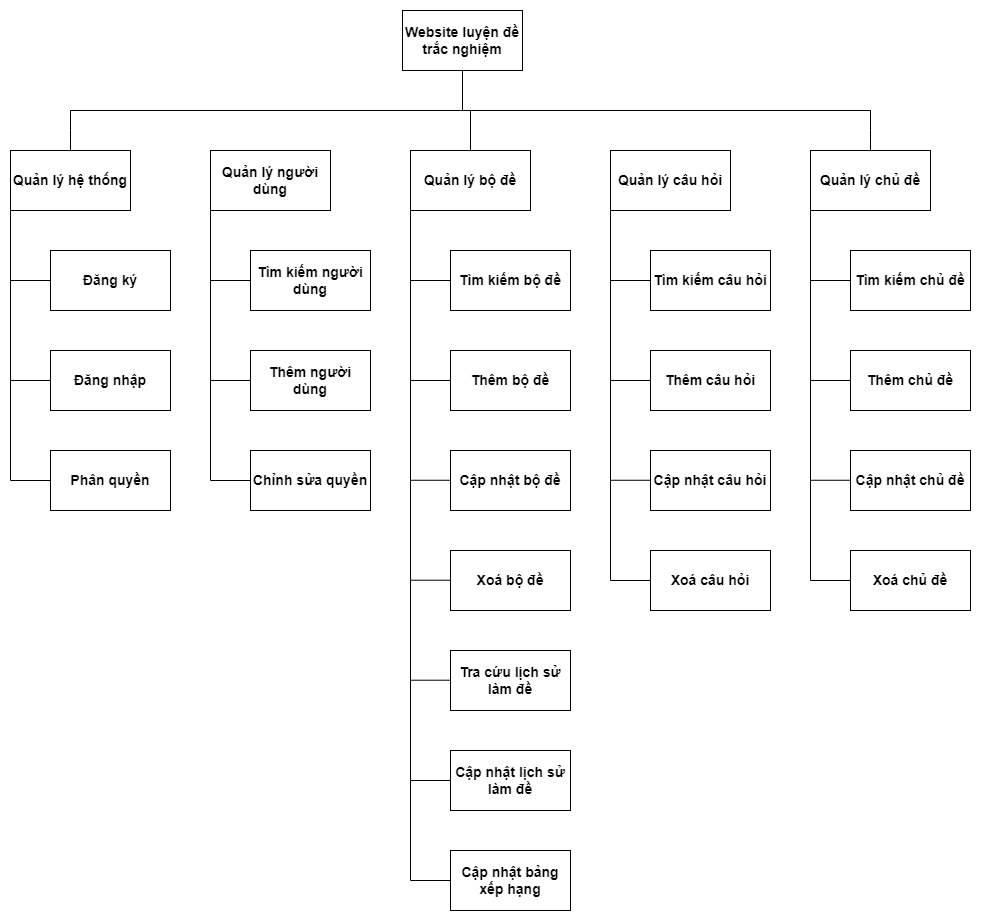 Website luyện đề
trắc nghiệm
Quản lý hệ thống
Đăng ký
Đăng nhập
Phân quyền
Quản lý người
dùng
Tìm kiếm người
dùng
Thêm người
dùng
Chỉnh sửa quyền
Quản lý bộ đề
Tìm kiếm bộ đề
Thêm bộ đề
Cập nhật bộ đề
Xoá bộ đề
Tra cứu lịch sử
làm đề
Cập nhật lịch sử
làm đề
Cập nhật bảng
xếp hạng
Quản lý câu hỏi
Tìm kiếm câu hỏi
Thêm câu hỏi
Cập nhật câu hỏi
Xoá câu hỏi
Quản lý chủ đề
Tìm kiếm chủ đề
Thêm chủ đề
Cập nhật chủ đề
Xoá chủ đề